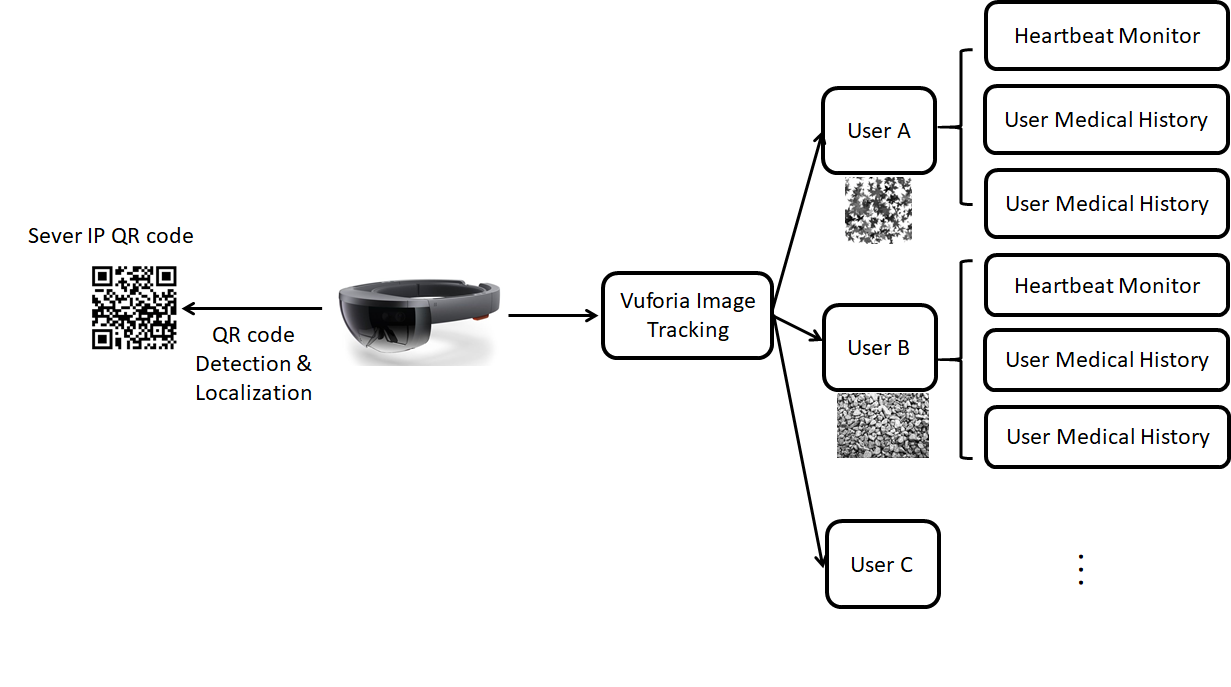 Sever IP QR code
QR code
Detection &
Localization
Vuforia Image
Tracking
User A
Heartbeat Monitor
User Medical History
User Medical History
User B
Heartbeat Monitor
User Medical History
User Medical History
User C
⋮